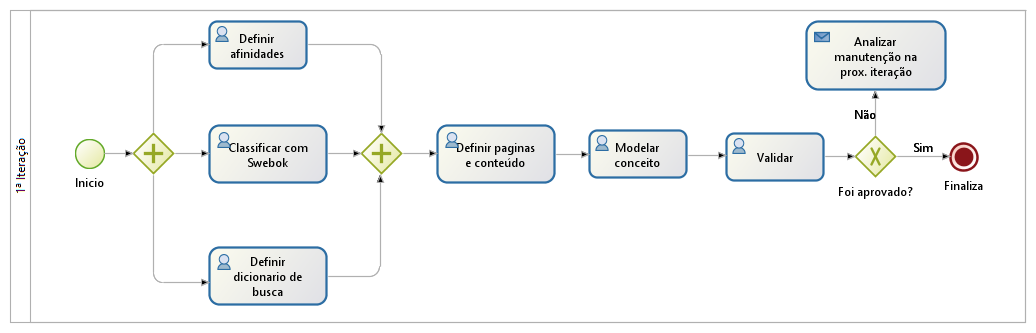 1ª Iteração
Inicio
Definir
afinidades
Classificar com
Swebok
Definir
dicionario de
busca
Definir paginas
e conteúdo
Modelar
conceito
Validar
Foi aprovado?
Não
Analizar
manutenção na
prox. iteração
Sim
Finaliza